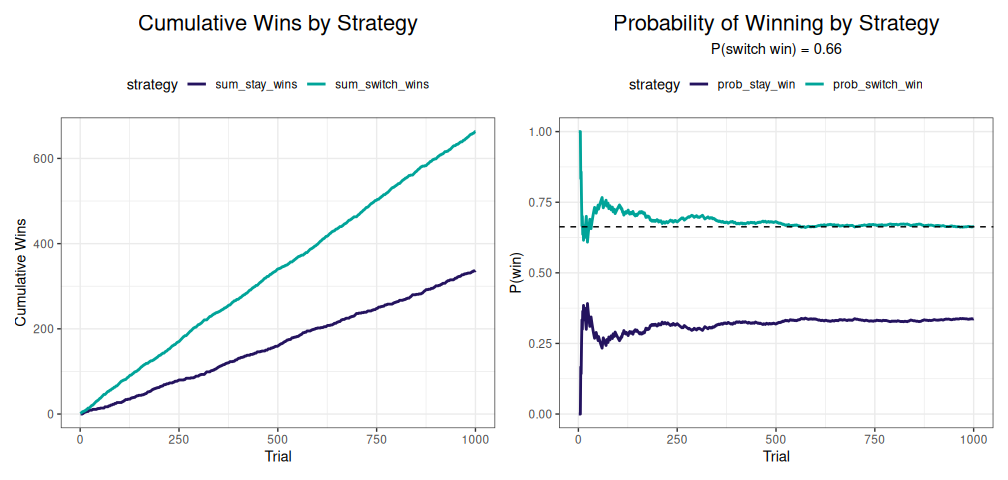 Cumulative Wins by Strategy
strategy sum_stay_wins sum_switch_wins
Cumulative Wins
600
400
200
0
0 250 500 750 1000
Trial
Probability of Winning by Strategy
P(switch win) = 0.66
strategy prob_stay_win prob_switch_win
P(win)
1.00
0.75
0.50
0.25
0.00
0 250 500 750 1000
Trial